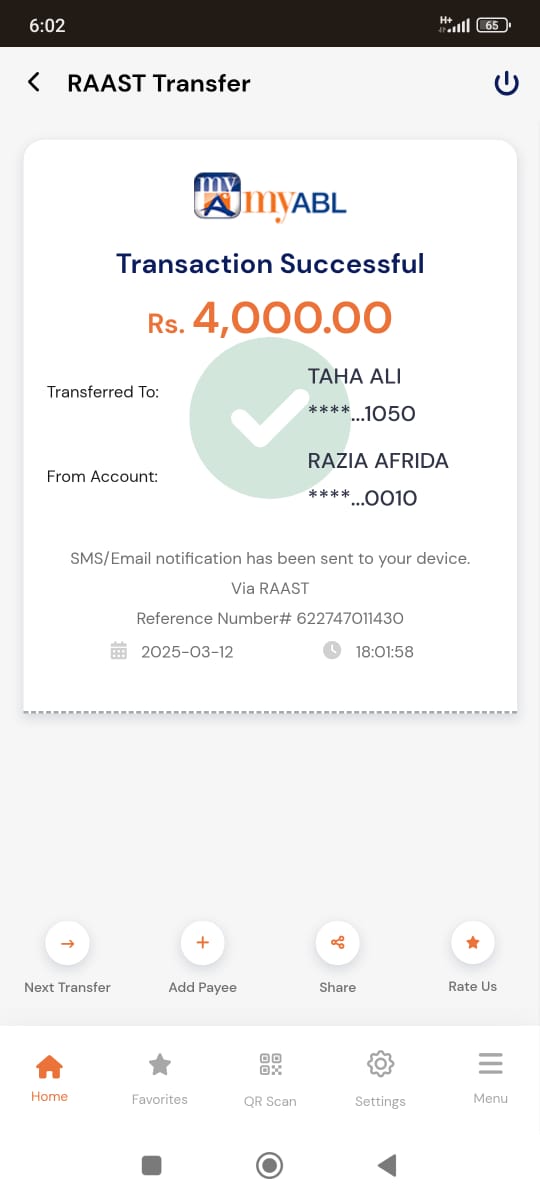 6:02
H+
65
RAAST Transfer
my
myABL
Transaction Successful
Rs. 4,000.00
Transferred To:
TAHA ALI
****...1050
From Account:
RAZIA AFRIDA
****...0010
SMS/Email notification has been sent to your device.
Via RAAST
Reference Number# 622747011430
2025-03-12 18:01:58
Next Transfer Add Payee Share Rate Us
Home Favorites QR Scan Settings Menu